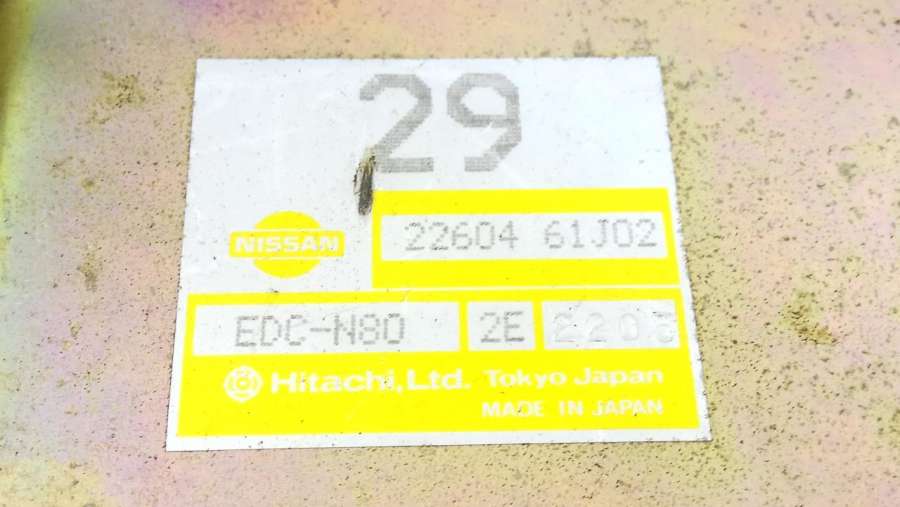 29
NISSAN
22604 61J02
EDC-N80 2E
Hitachi, Ltd. Tokyo Japan
MADE IN JAPAN